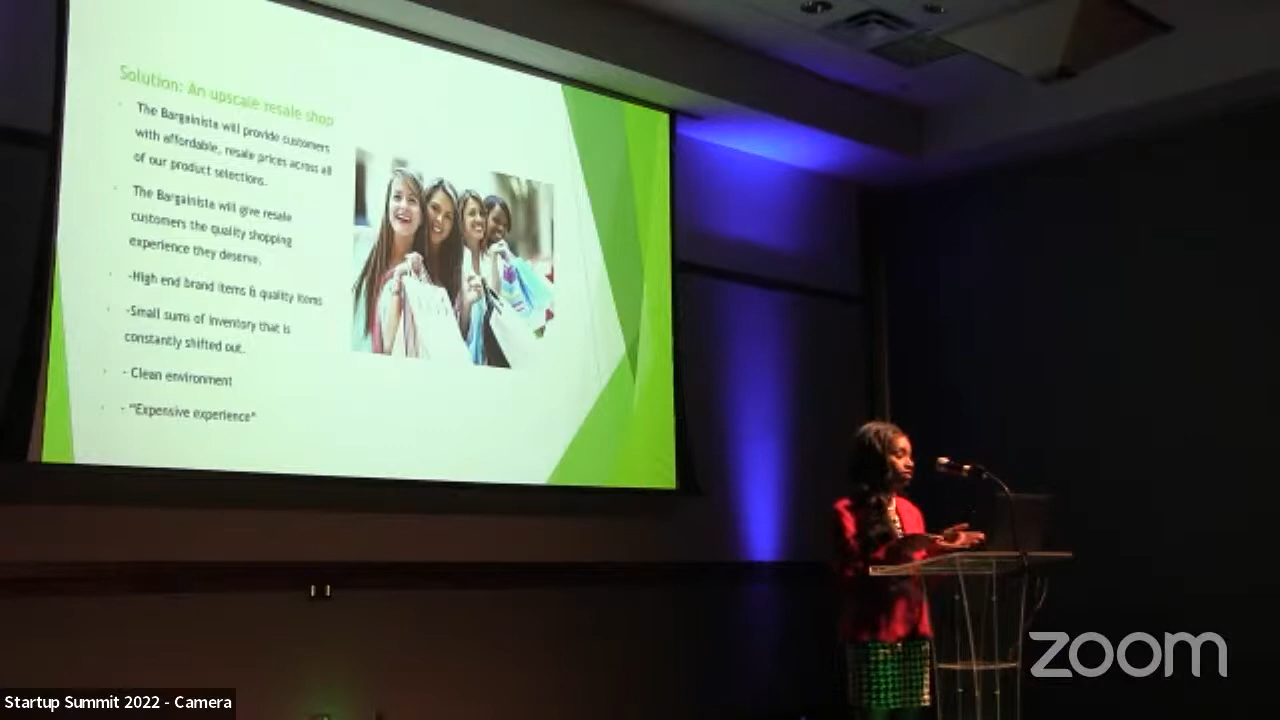 Solution: An upscale resale shop
The Bargainista will provide customers
with affordable, resale prices across all
of our product selections.
The Bargainista will give resale
customers the quality shopping
experience they deserve.
-High end brand items & quality items
-Small sums of inventory that is
constantly shifted out.
- Clean environment
- "Expensive experience"
zoom
Startup Summit 2022 - Camera